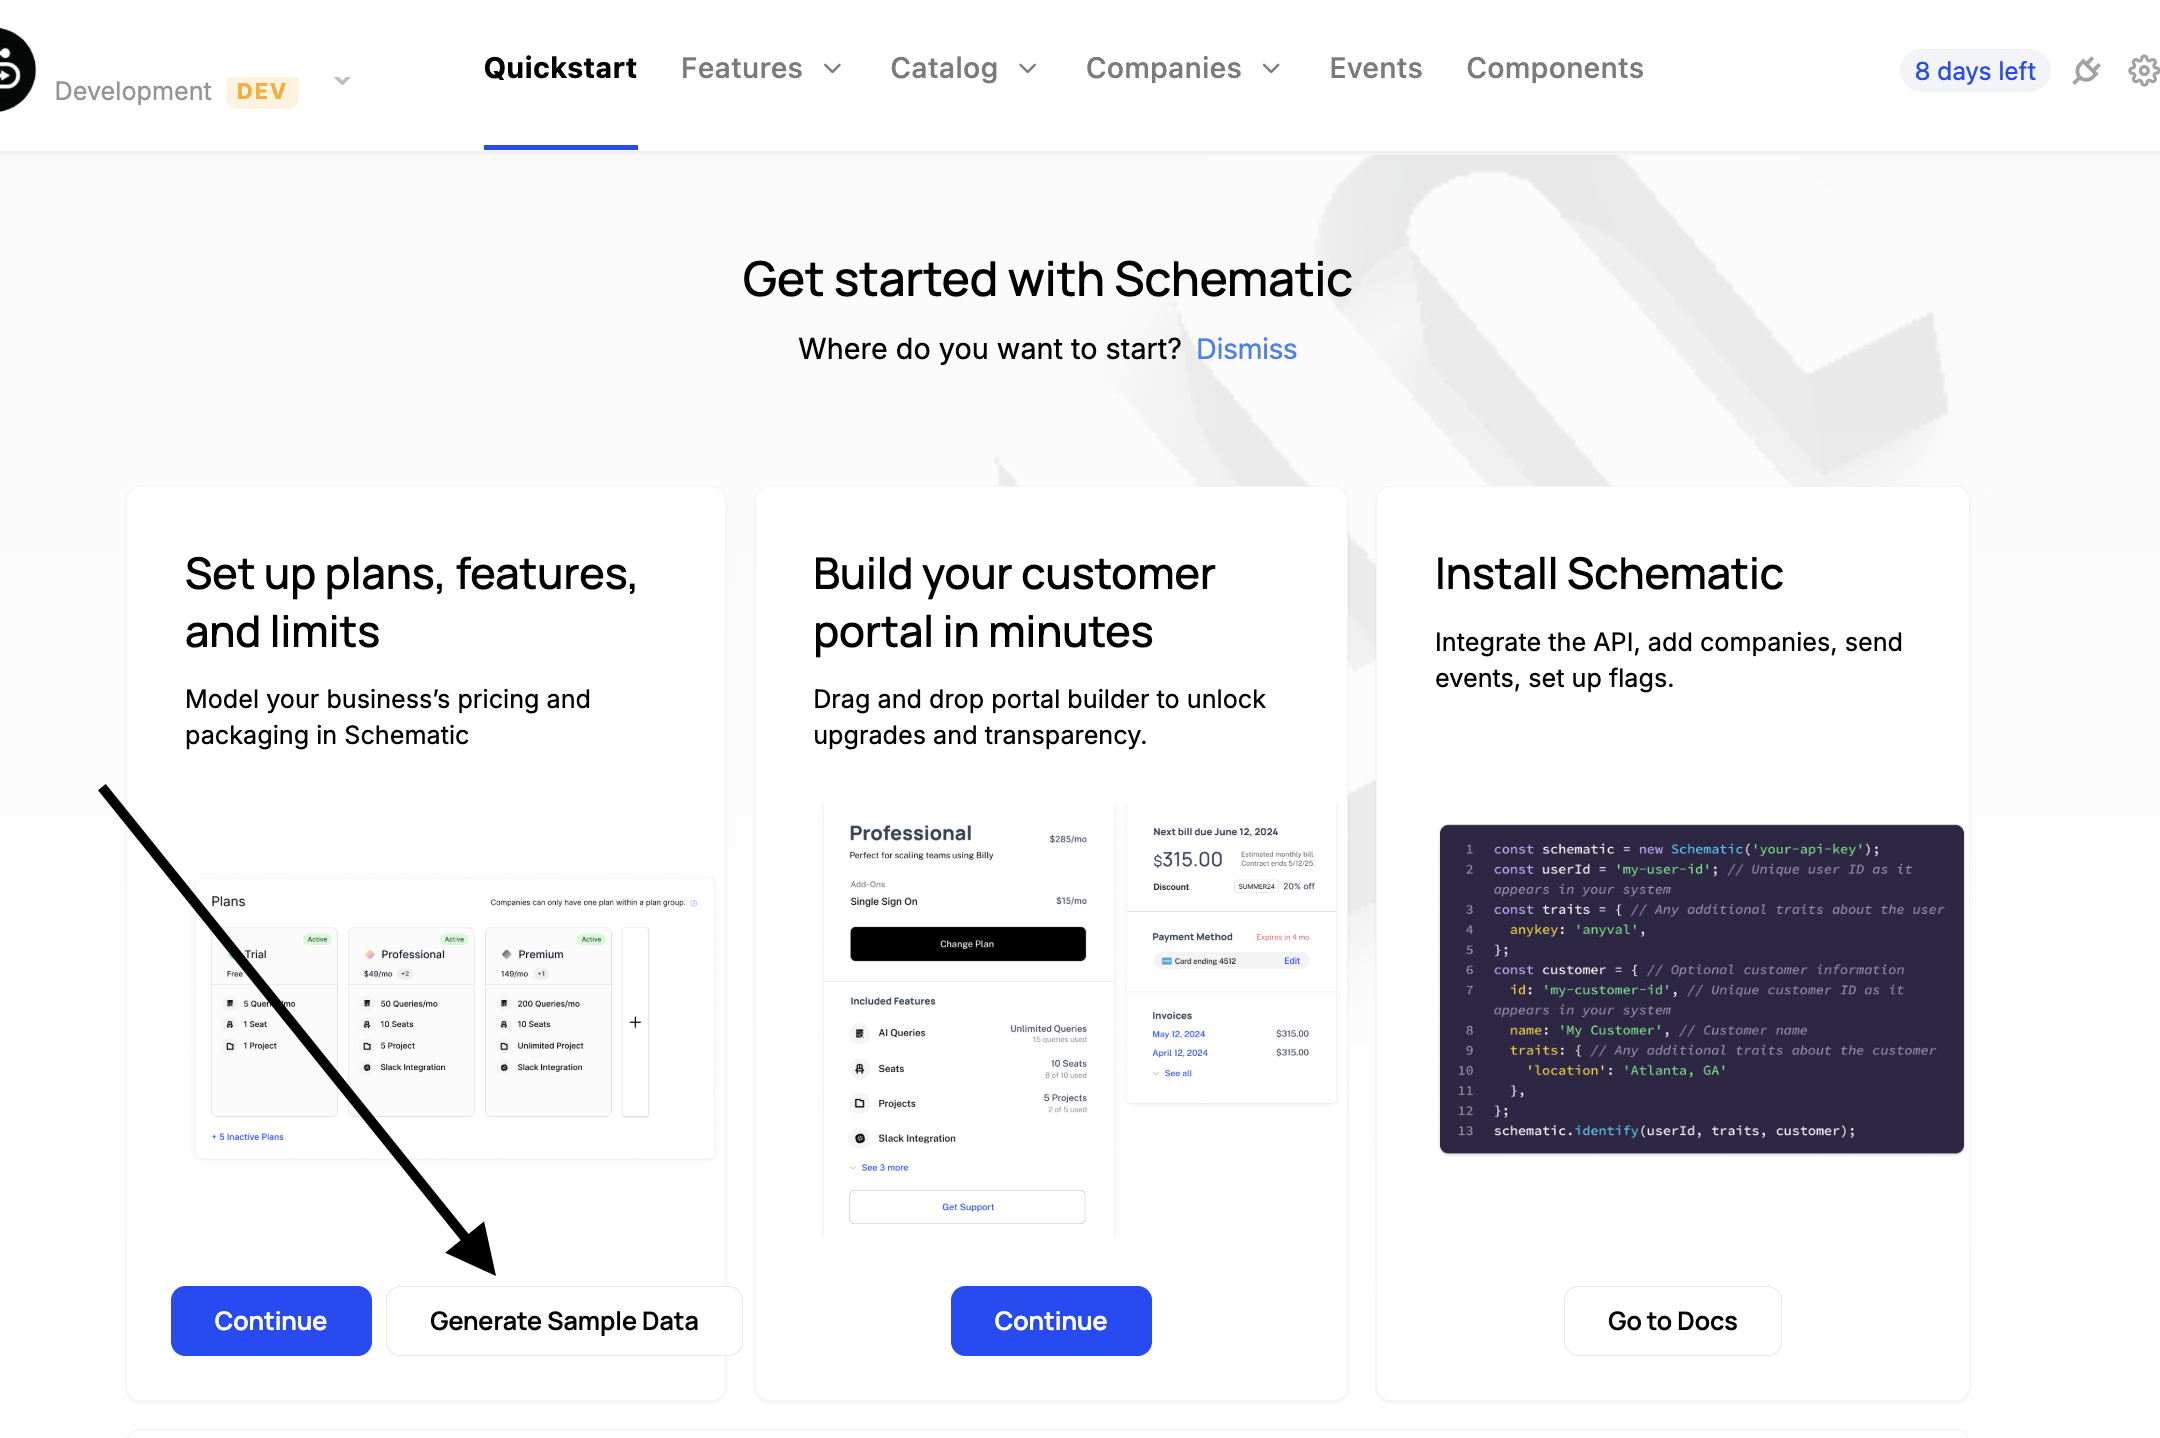 Development DEV
Quickstart Features Catalog Companies Events Components
8 days left
Get started with Schematic
Where do you want to start? Dismiss
Set up plans, features,
and limits
Model your business’s pricing and
packaging in Schematic
Plans
Companies can only have one plan within a plan group.
Active
Trial
Free
1 Seat
1 Project
Active
Professional
$49/mo +2
50 Queries/mo
10 Seats
5 Project
Slack Integration
Active
Premium
149/mo +1
200 Queries/mo
10 Seats
Unlimited Project
Slack Integration
+
+ 5 Inactive Plans
Continue
Generate Sample Data
Build your customer
portal in minutes
Drag and drop portal builder to unlock
upgrades and transparency.
Professional
$285/mo
Perfect for scaling teams using Billy
Add-Ons
Single Sign On
$15/mo
Change Plan
Included Features
AI Queries
Unlimited Queries
15 queries used
Seats
10 Seats
8 of 10 used
Projects
5 Projects
2 of 5 used
Slack Integration
See 3 more
Get Support
Next bill due June 12, 2024
$315.00
Estimated monthly bill.
Contract ends 5/12/25.
Discount
SUMMER24 20% off
Payment Method
Expires in 4 mo
Card ending 4512
Edit
Invoices
May 12, 2024 $315.00
April 12, 2024 $315.00
See all
Continue
Install Schematic
Integrate the API, add companies, send
events, set up flags.
1 const schematic = new Schematic('your-api-key');
2 const userId = 'my-user-id'; // Unique user ID as it
appears in your system
3 const traits = { // Any additional traits about the user
4 anykey: 'anyval',
5 };
6 const customer = { // Optional customer information
7 id: 'my-customer-id', // Unique customer ID as it
appears in your system
8 name: 'My Customer', // Customer name
9 traits: { // Any additional traits about the customer
10 'location': 'Atlanta, GA'
11 },
12 };
13 schematic.identify(userId, traits, customer);
Go to Docs